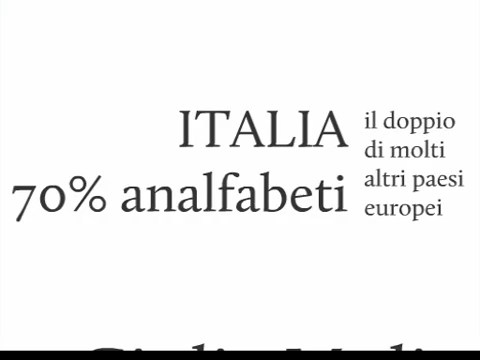 ITALIA
70% analfabeti
il doppio
di molti
altri paesi
europei